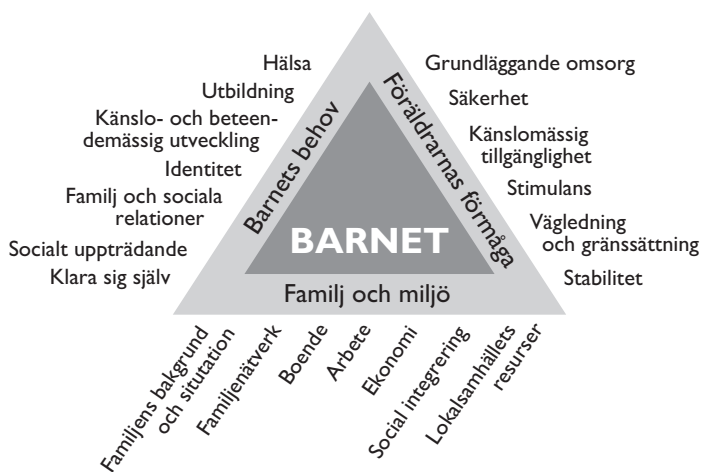 Hälsa
Utbildning
Känslo- och beteen-
demässig utveckling
Identitet
Familj och sociala
relationer
Socialt uppträdande
Klara sig själv
Barnets behov
BARNET
Föräldrarnas förmåga
Grundläggande omsorg
Säkerhet
Känslomässig
tillgänglighet
Stimulans
Vägledning
och gränssättning
Stabilitet
Familj och miljö
Familjens bakgrund
och situtation
Familjenätverk
Boende
Arbete
Ekonomi
Social integrering
Lokalsamhällets
resurser